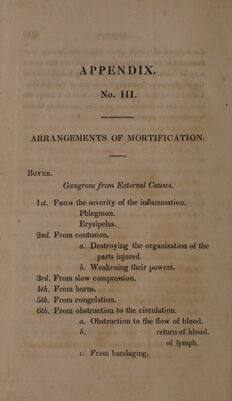 APPENDIX.
No. III.
ARRANGEMENTS OF MORTIFICATION.
BOYER.
Gangrene from External Causes.
1st. FROM the severity of the inflammation.
Phlegmon.
Erysipelas.
2nd. From contusion.
a. Destroying the organization of the
parts injured.
b. Weakening their powers.
3rd. From slow compression.
4th. From burns.
5th. From congelation.
6th. From obstruction to the circulation.
a. Obstruction to the flow of blood.
b. return of blood.
of lymph.
c. From bandaging.